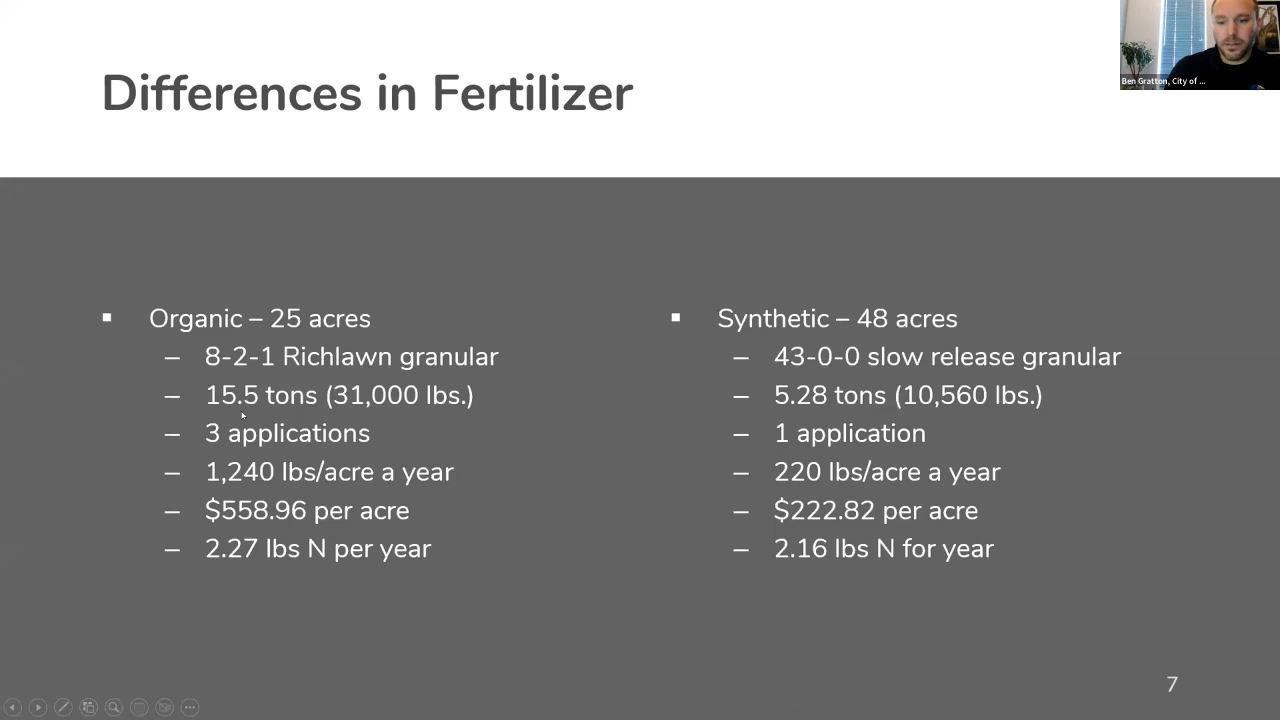 Differences in Fertilizer
Ben Gratton, City of ...
Organic – 25 acres
– 8-2-1 Richlawn granular
– 15.5 tons (31,000 lbs.)
– 3 applications
– 1,240 lbs/acre a year
– $558.96 per acre
– 2.27 lbs N per year
Synthetic – 48 acres
– 43-0-0 slow release granular
– 5.28 tons (10,560 lbs.)
– 1 application
– 220 lbs/acre a year
– $222.82 per acre
– 2.16 lbs N for year
7